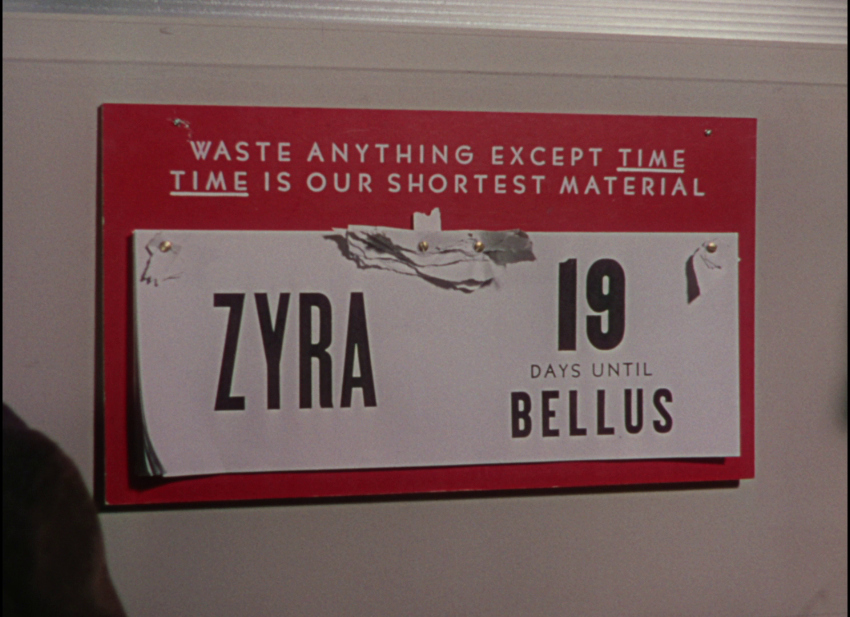 WASTE ANYTHING EXCEPT TIME
TIME IS OUR SHORTEST MATERIAL
ZYRA
19
DAYS UNTIL
BELLUS